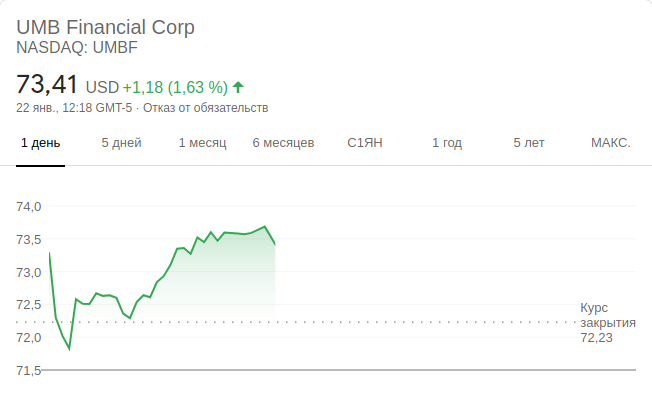 UMB Financial Corp
NASDAQ: UMBF
73,41 USD +1,18 (1,63 %)
22 янв., 12:18 GMT-5 · Отказ от обязательств
1 день 5 дней 1 месяц 6 месяцев С1ЯН 1 год 5 лет МАКС.
74,0
73,5
73,0
72,5
72,0
71,5
Курс
закрытия
72,23